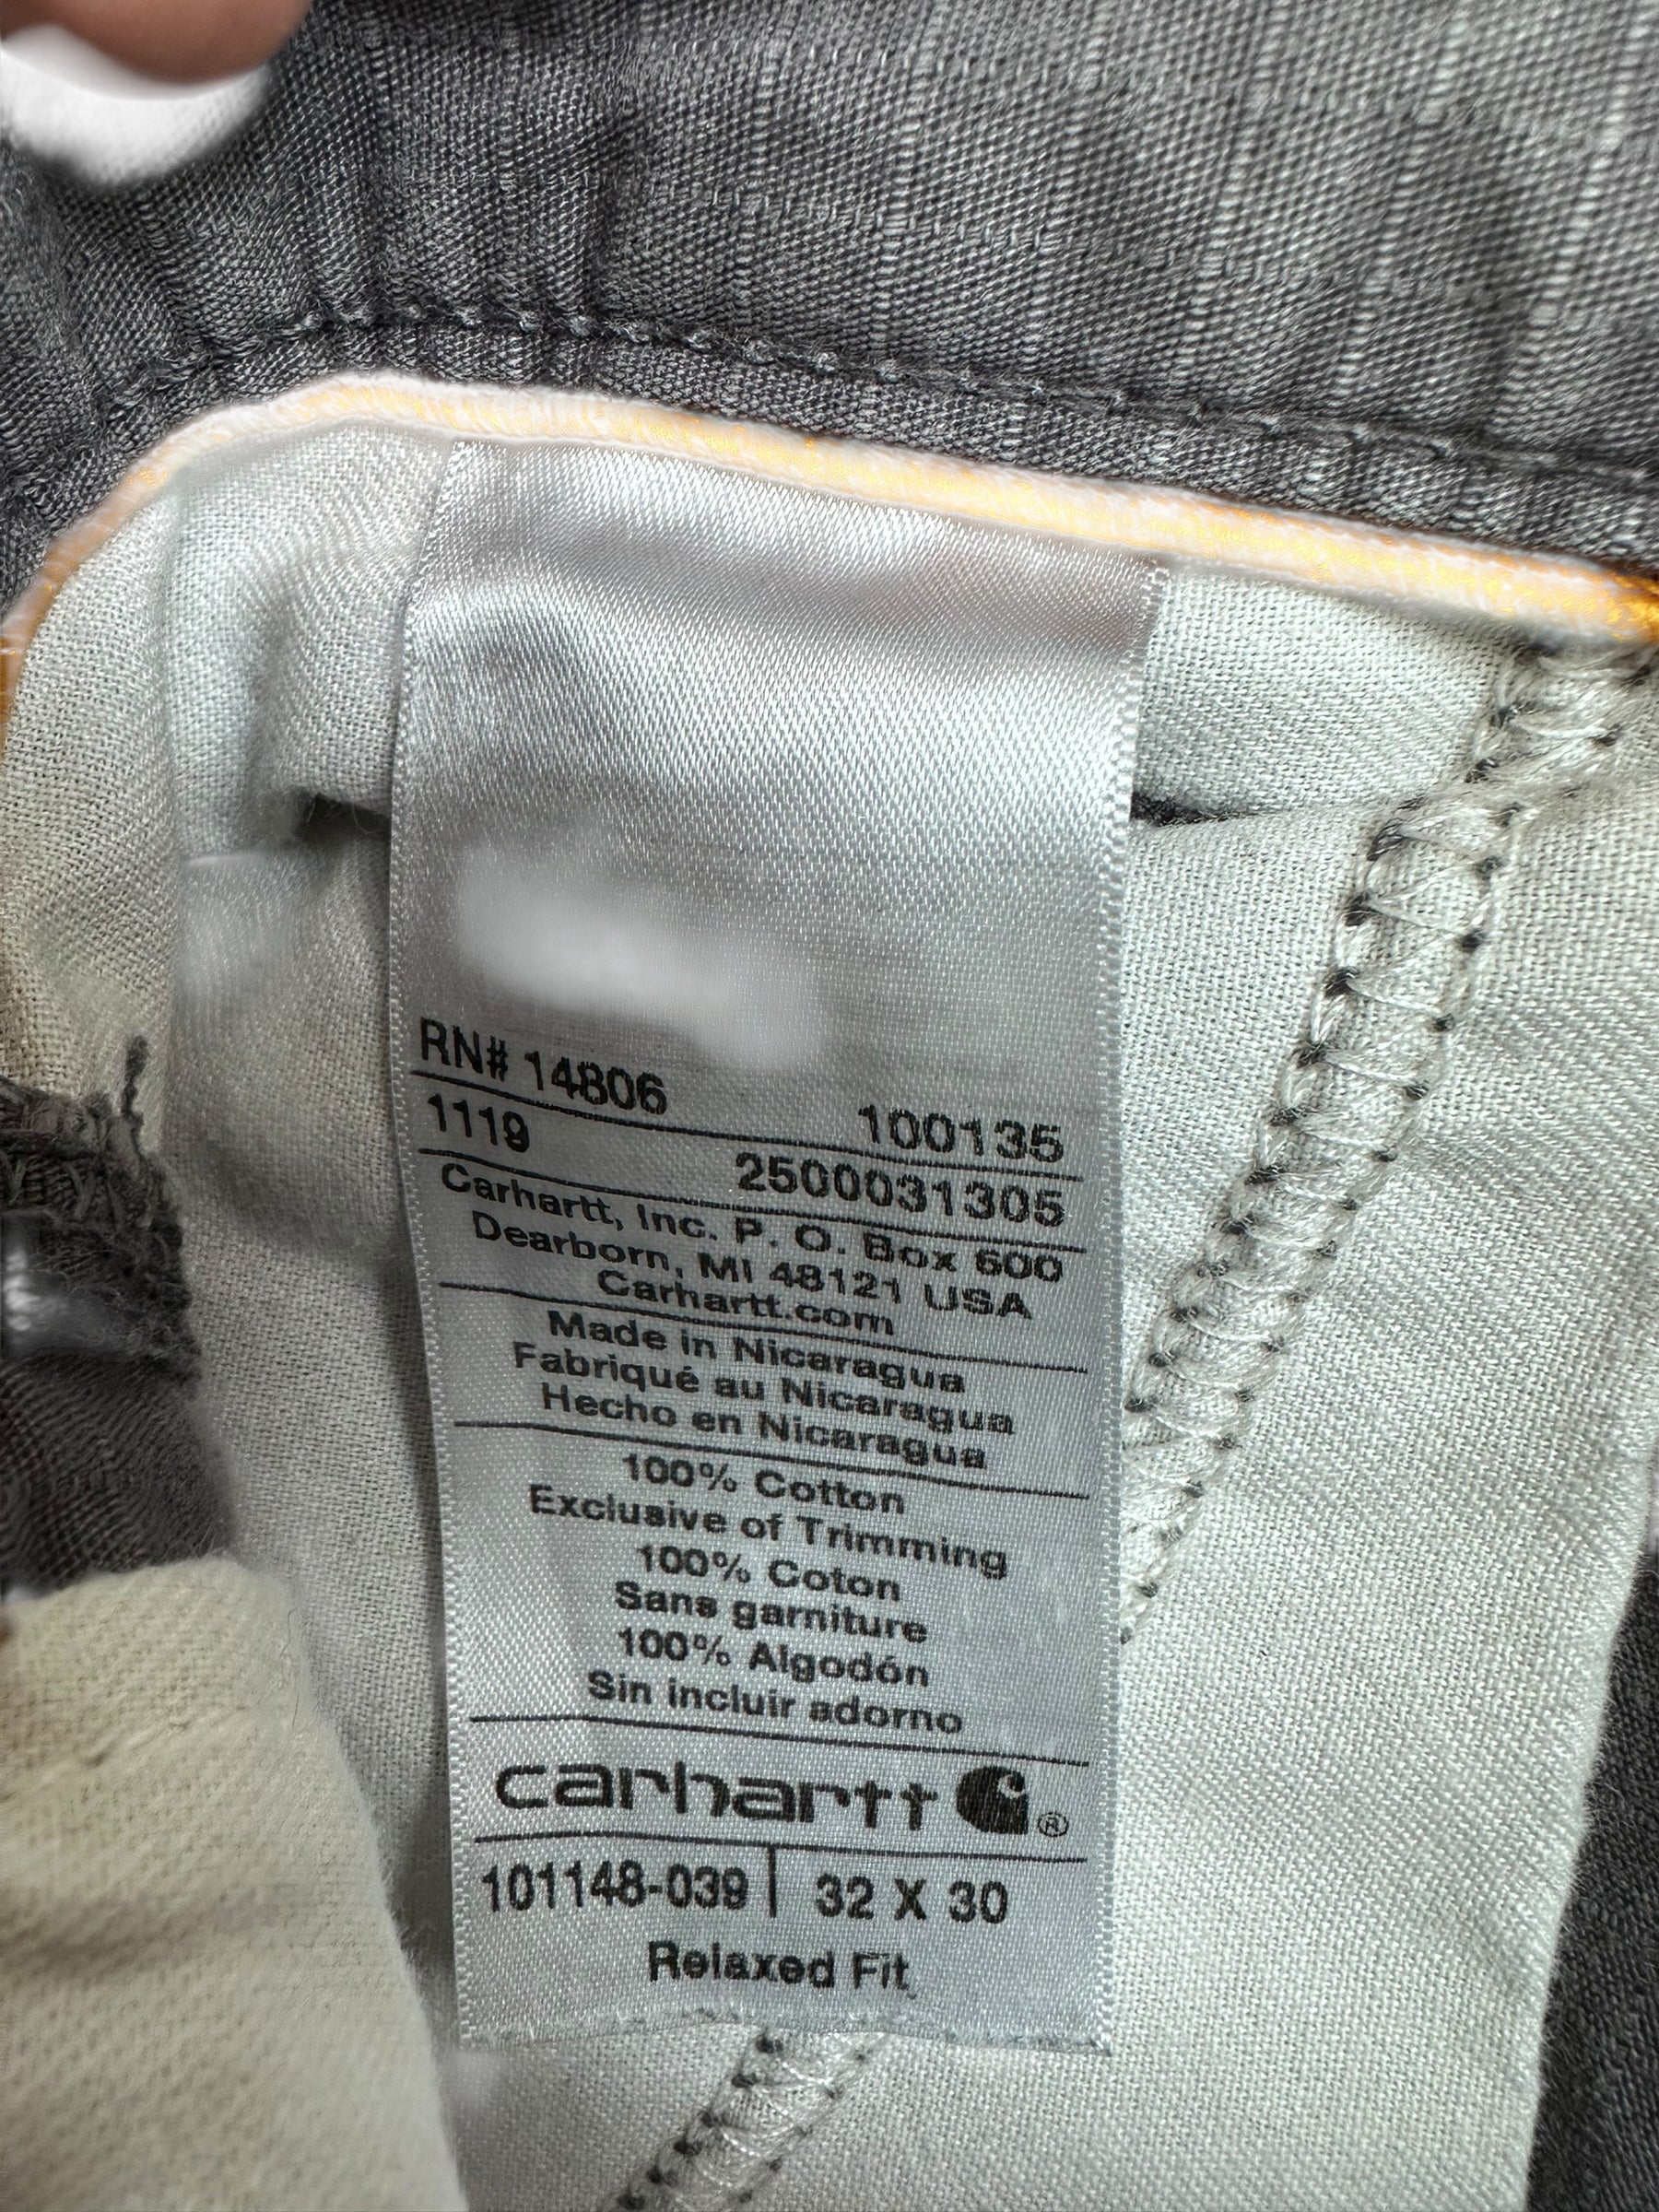 RN# 14806 100135
1119 2500031305
Carhartt, Inc. P. O. Box 600
Dearborn, MI 48121 USA
Carhartt.com
Made in Nicaragua
Fabriqué au Nicaragua
Hecho en Nicaragua
100% Cotton
Exclusive of Trimming
100% Coton
Sans garniture
100% Algodón
Sin incluir adorno
carhartt ®
101148-039 | 32 X 30
Relaxed Fit